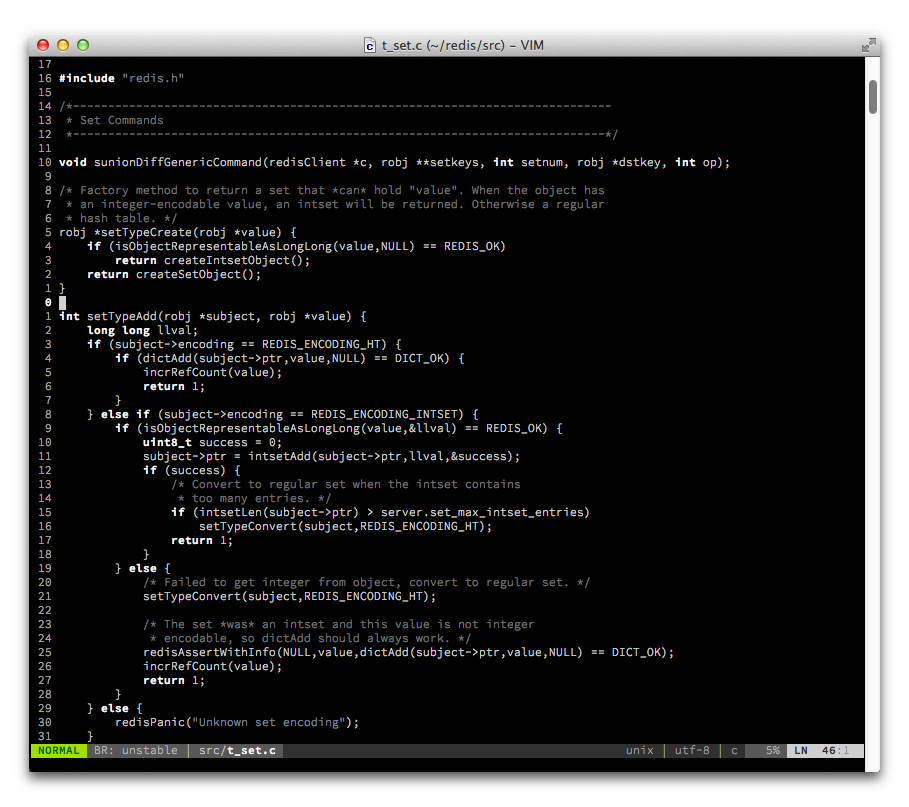 t_set.c (~/redis/src) – VIM
17
16 #include "redis.h"
15
14 /*-----------------------------------------------------------------------------
13  * Set Commands
12  *----------------------------------------------------------------------------*/
11
10 void sunionDiffGenericCommand(redisClient *c, robj **setkeys, int setnum, robj *dstkey, int op);
9
8 /* Factory method to return a set that *can* hold "value". When the object has
7  * an integer-encodable value, an intset will be returned. Otherwise a regular
6  * hash table. */
5 robj *setTypeCreate(robj *value) {
4     if (isObjectRepresentableAsLongLong(value,NULL) == REDIS_OK)
3         return createIntsetObject();
2     return createSetObject();
1 }
0
1 int setTypeAdd(robj *subject, robj *value) {
2     long long llval;
3     if (subject->encoding == REDIS_ENCODING_HT) {
4         if (dictAdd(subject->ptr,value,NULL) == DICT_OK) {
5             incrRefCount(value);
6             return 1;
7         }
8     } else if (subject->encoding == REDIS_ENCODING_INTSET) {
9         if (isObjectRepresentableAsLongLong(value,&llval) == REDIS_OK) {
10             uint8_t success = 0;
11             subject->ptr = intsetAdd(subject->ptr,llval,&success);
12             if (success) {
13                 /* Convert to regular set when the intset contains
14                  * too many entries. */
15                 if (intsetLen(subject->ptr) > server.set_max_intset_entries)
16                     setTypeConvert(subject,REDIS_ENCODING_HT);
17                 return 1;
18             }
19         } else {
20             /* Failed to get integer from object, convert to regular set. */
21             setTypeConvert(subject,REDIS_ENCODING_HT);
22
23             /* The set *was* an intset and this value is not integer
24              * encodable, so dictAdd should always work. */
25             redisAssertWithInfo(NULL,value,dictAdd(subject->ptr,value,NULL) == DICT_OK);
26             incrRefCount(value);
27             return 1;
28         }
29     } else {
30         redisPanic("Unknown set encoding");
31     }
NORMAL BR: unstable | src/t_set.c unix | utf-8 | c 5% LN 46:1